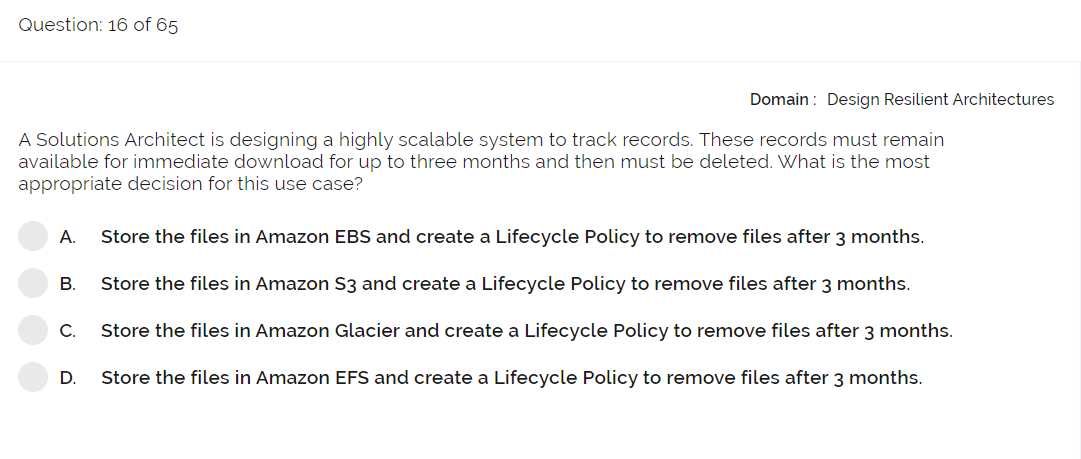 Question: 16 of 65
Domain : Design Resilient Architectures
A Solutions Architect is designing a highly scalable system to track records. These records must remain
available for immediate download for up to three months and then must be deleted. What is the most
appropriate decision for this use case?
A. Store the files in Amazon EBS and create a Lifecycle Policy to remove files after 3 months.
B. Store the files in Amazon S3 and create a Lifecycle Policy to remove files after 3 months.
C. Store the files in Amazon Glacier and create a Lifecycle Policy to remove files after 3 months.
D. Store the files in Amazon EFS and create a Lifecycle Policy to remove files after 3 months.